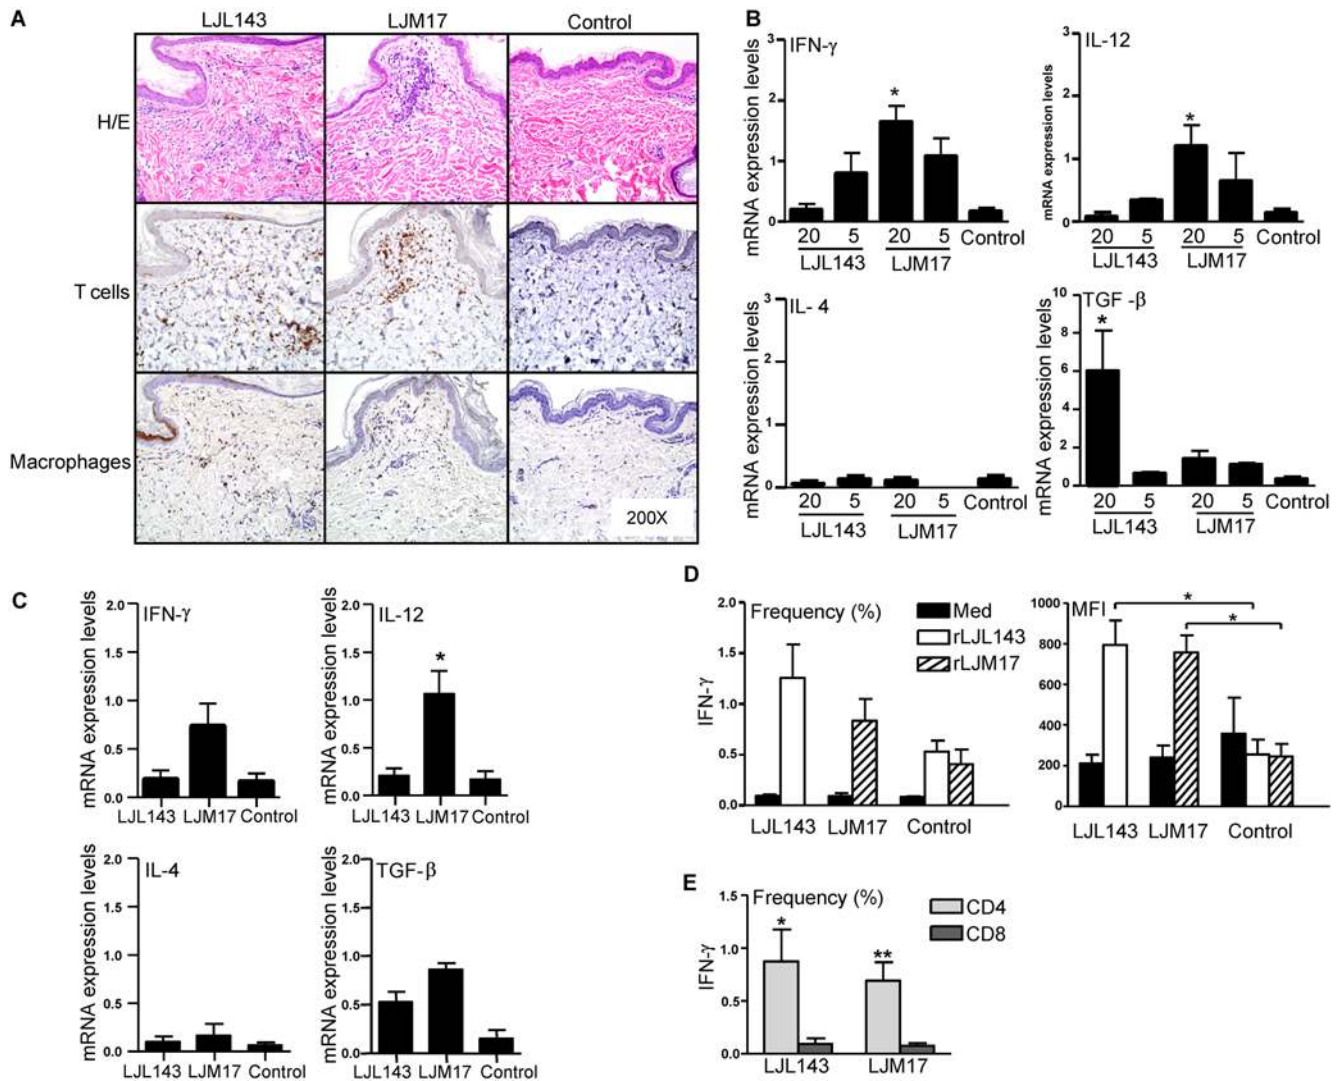 A
LJL143 LJM17 Control
H/E
T cells
Macrophages
200X
B
IFN-γ
mRNA expression levels
3
2
1
0
20 5 20 5 Control
LJL143 LJM17
IL-12
mRNA expression levels
3
2
1
0
20 5 20 5 Control
LJL143 LJM17
*
*
IL- 4
mRNA expression levels
3
2
1
0
20 5 20 5 Control
LJL143 LJM17
TGF -β
mRNA expression levels
10
8
6
4
2
0
*
20 5 20 5 Control
LJL143 LJM17
C
IFN-γ
mRNA expression levels
2.0
1.5
1.0
0.5
0.0
LJL143 LJM17 Control
IL-12
mRNA expression levels
2.0
1.5
1.0
0.5
0.0
*
LJL143 LJM17 Control
IL-4
mRNA expression levels
2.0
1.5
1.0
0.5
0.0
LJL143 LJM17 Control
TGF-β
mRNA expression levels
2.0
1.5
1.0
0.5
0.0
LJL143 LJM17 Control
D
Frequency (%)
IFN-γ
2.0
1.5
1.0
0.5
0.0
Med
rLJL143
rLJM17
LJL143 LJM17 Control
MFI
1000
800
600
400
200
0
*
*
LJL143 LJM17 Control
E
Frequency (%)
IFN-γ
1.5
1.0
0.5
0.0
CD4
CD8
*
**
LJL143 LJM17